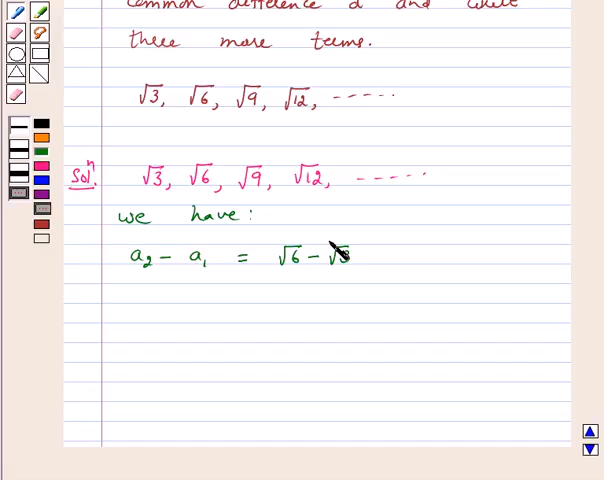 common difference d and write
three more terms.
√3, √6, √9, √12, -----
Solⁿ. √3, √6, √9, √12, -----
we have:
a₂ - a₁ = √6 - √3